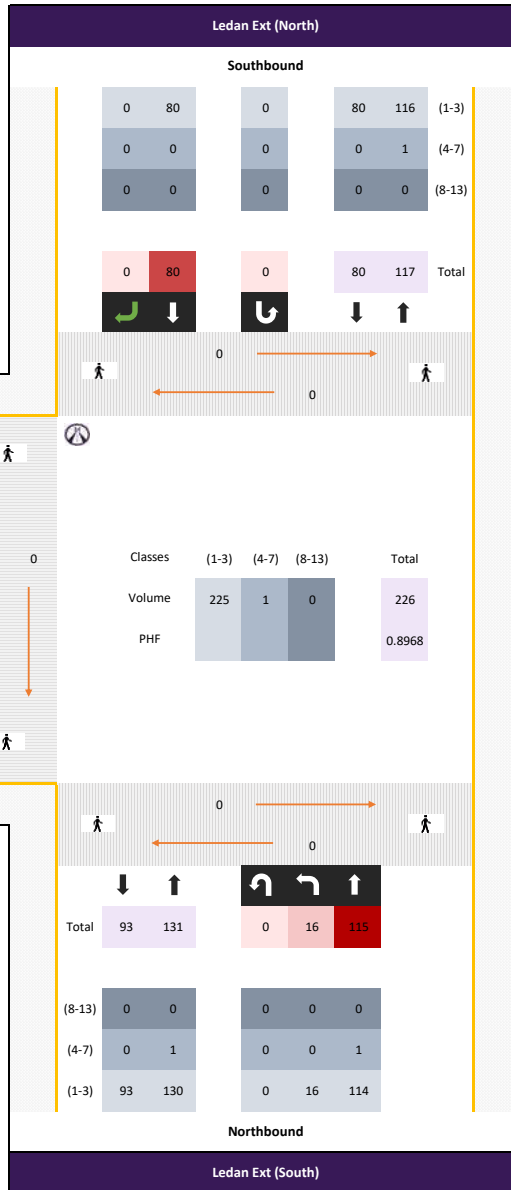 Ledan Ext (North)
Southbound
0 80 0 80 116 (1-3)
0 0 0 0 1 (4-7)
0 0 0 0 0 (8-13)
0 80 0 80 117 Total
0
0
0
Classes (1-3) (4-7) (8-13) Total
Volume 225 1 0 226
PHF 0.8968
0
0
Total 93 131 0 16 115
(8-13) 0 0 0 0 0
(4-7) 0 1 0 0 1
(1-3) 93 130 0 16 114
Northbound
Ledan Ext (South)